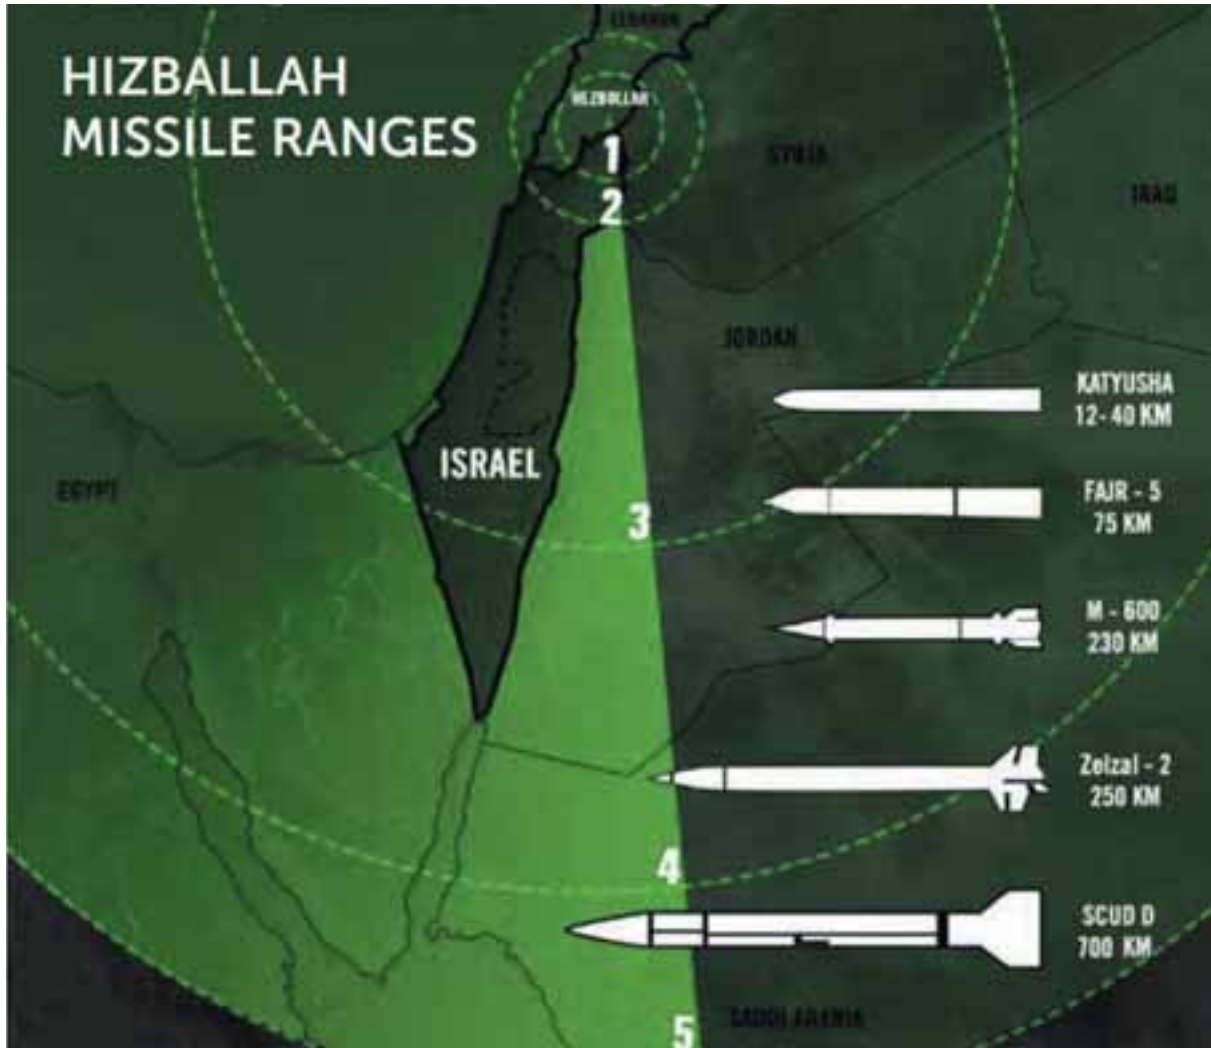 HIZBALLAH
MISSILE RANGES
LEBANON
HEZBOLLAH
1
SYRIA
2
IRAQ
JORDAN
KATYUSHA
12-40 KM
ISRAEL
EGYPT
FAJR - 5
75 KM
3
M - 600
230 KM
Zelzal - 2
250 KM
4
SCUD D
700 KM
SAUDI ARABIA
5